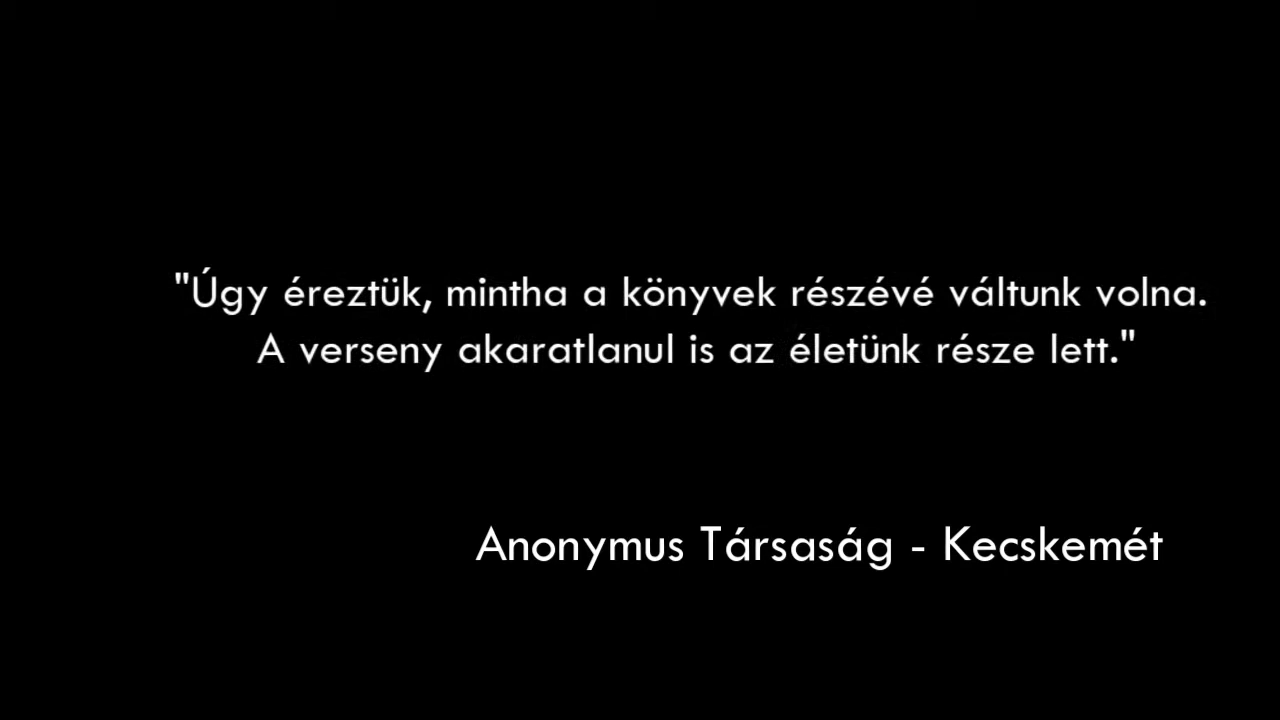 "Úgy éreztük, mintha a könyvek részévé váltunk volna.
A verseny akaratlanul is az életünk része lett."
Anonymus Társaság - Kecskemét